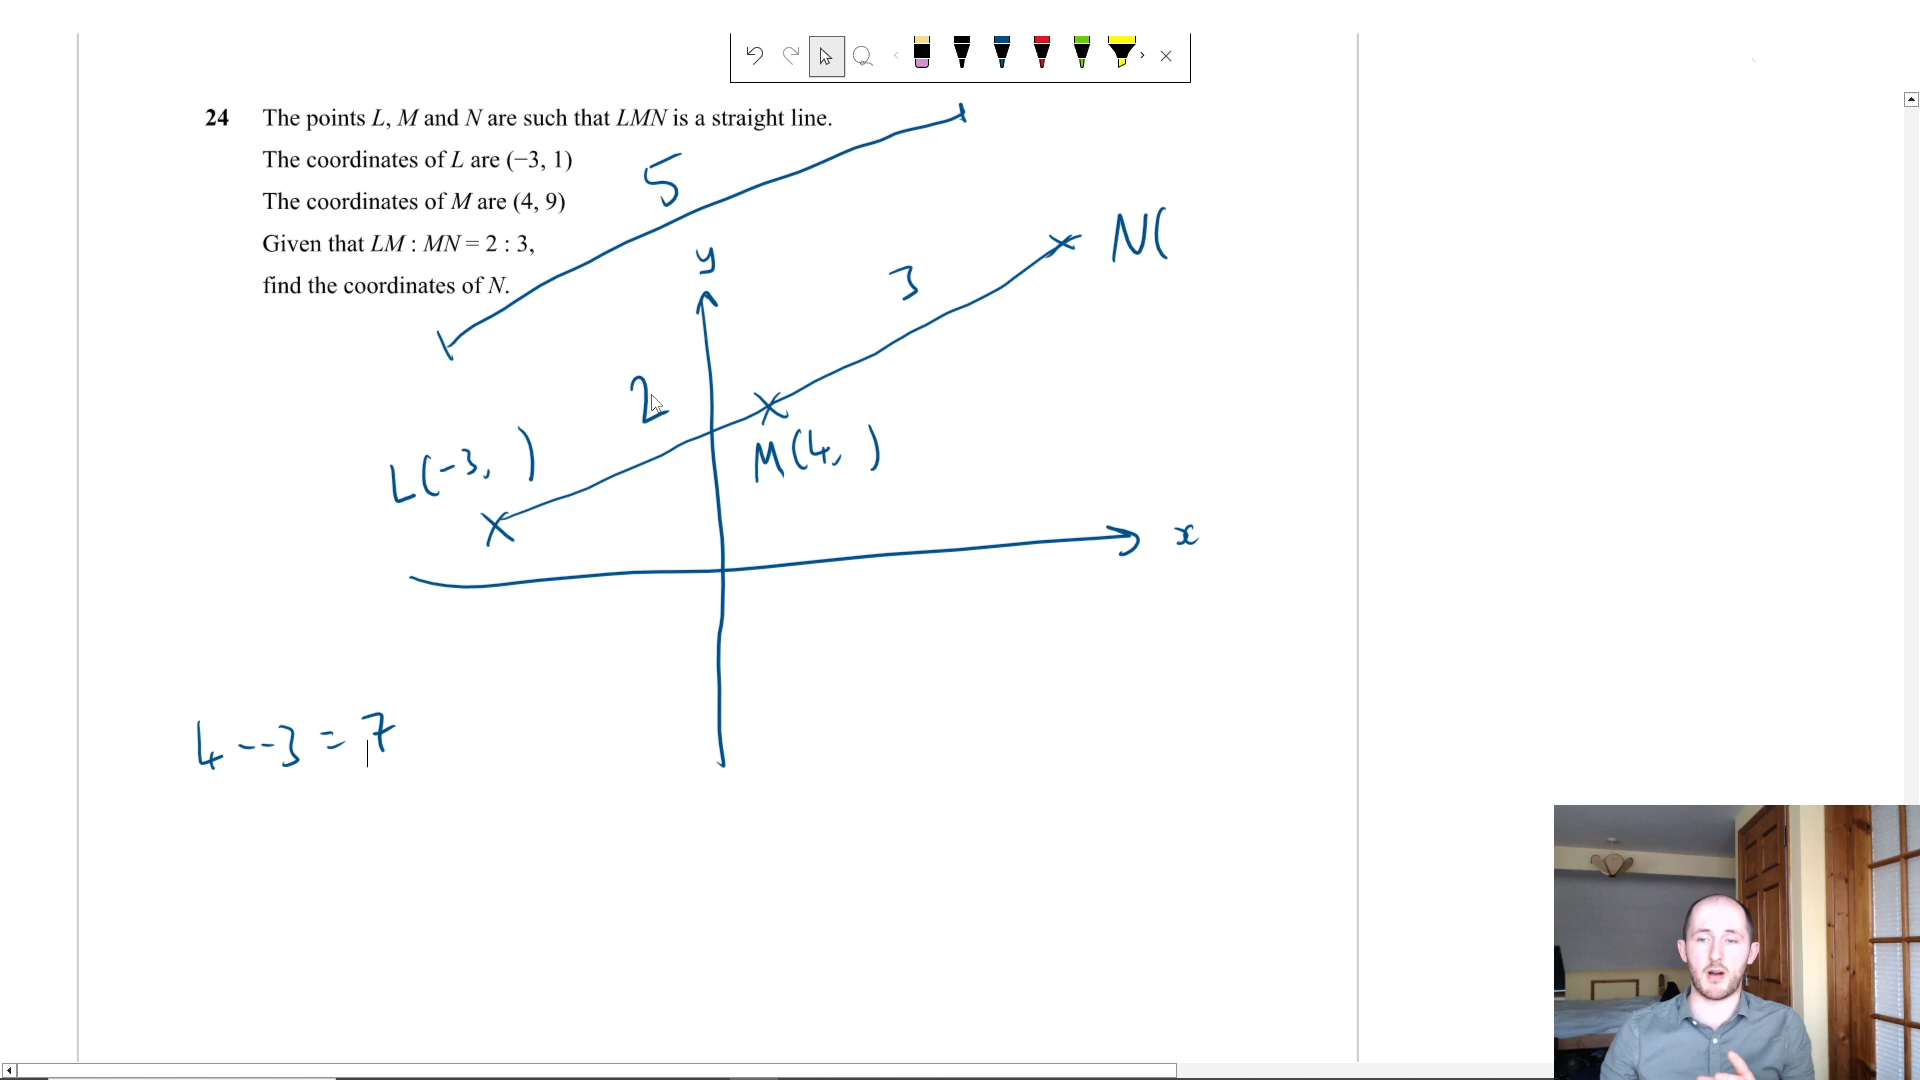 24 The points L, M and N are such that LMN is a straight line.
The coordinates of L are (−3, 1)
The coordinates of M are (4, 9)
Given that LM : MN = 2 : 3,
find the coordinates of N.
5
y
N(
3
2
L(-3, )
M(4, )
x
4 --3 = 7